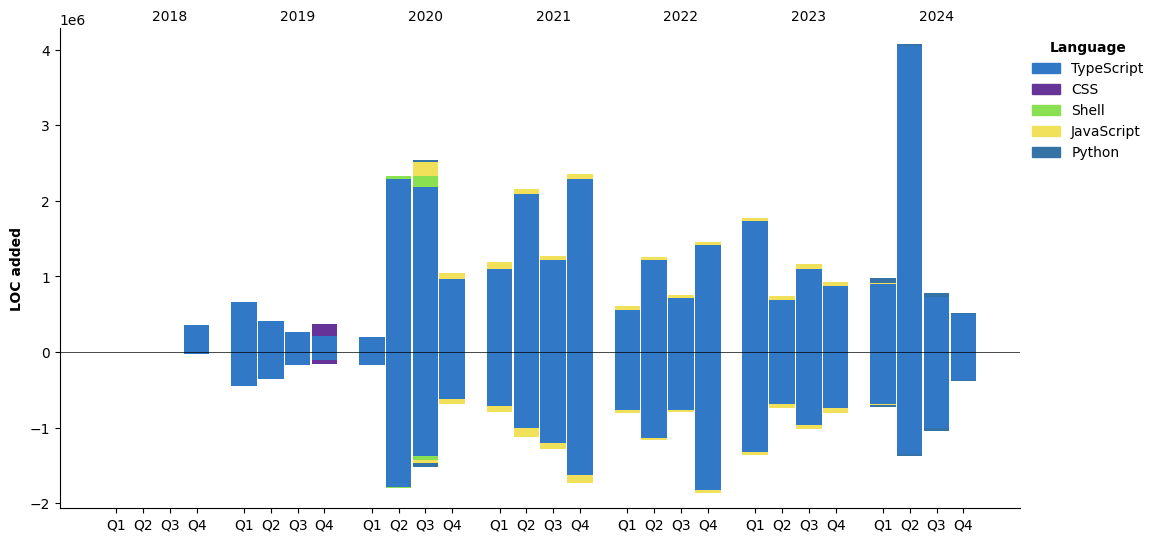 1e6
2018 2019 2020 2021 2022 2023 2024
4
3
2
1
0
−1
−2
LOC added
Q1 Q2 Q3 Q4 Q1 Q2 Q3 Q4 Q1 Q2 Q3 Q4 Q1 Q2 Q3 Q4 Q1 Q2 Q3 Q4 Q1 Q2 Q3 Q4 Q1 Q2 Q3 Q4
Language
TypeScript
CSS
Shell
JavaScript
Python